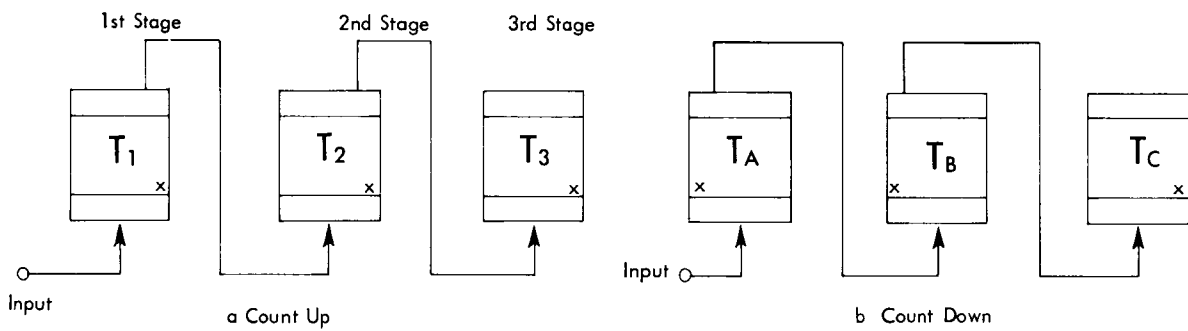 1st Stage 2nd Stage 3rd Stage
T1 T2 T3 TA TB TC
x x x x x x
Input Input
a Count Up b Count Down